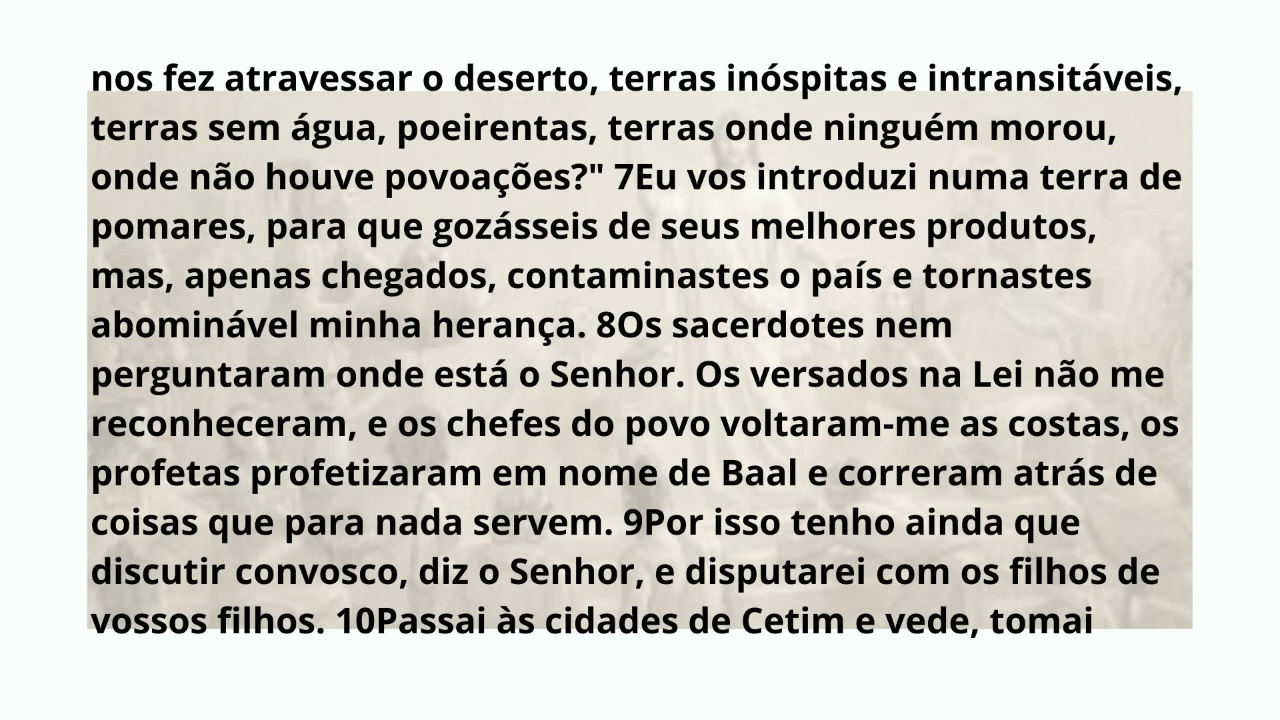 nos fez atravessar o deserto, terras inóspitas e intransitáveis,
terras sem água, poeirentas, terras onde ninguém morou,
onde não houve povoações?" 7Eu vos introduzi numa terra de
pomares, para que gozásseis de seus melhores produtos,
mas, apenas chegados, contaminastes o país e tornastes
abominável minha herança. 8Os sacerdotes nem
perguntaram onde está o Senhor. Os versados na Lei não me
reconheceram, e os chefes do povo voltaram-me as costas, os
profetas profetizaram em nome de Baal e correram atrás de
coisas que para nada servem. 9Por isso tenho ainda que
discutir convosco, diz o Senhor, e disputarei com os filhos de
vossos filhos. 10Passai às cidades de Cetim e vede, tomai